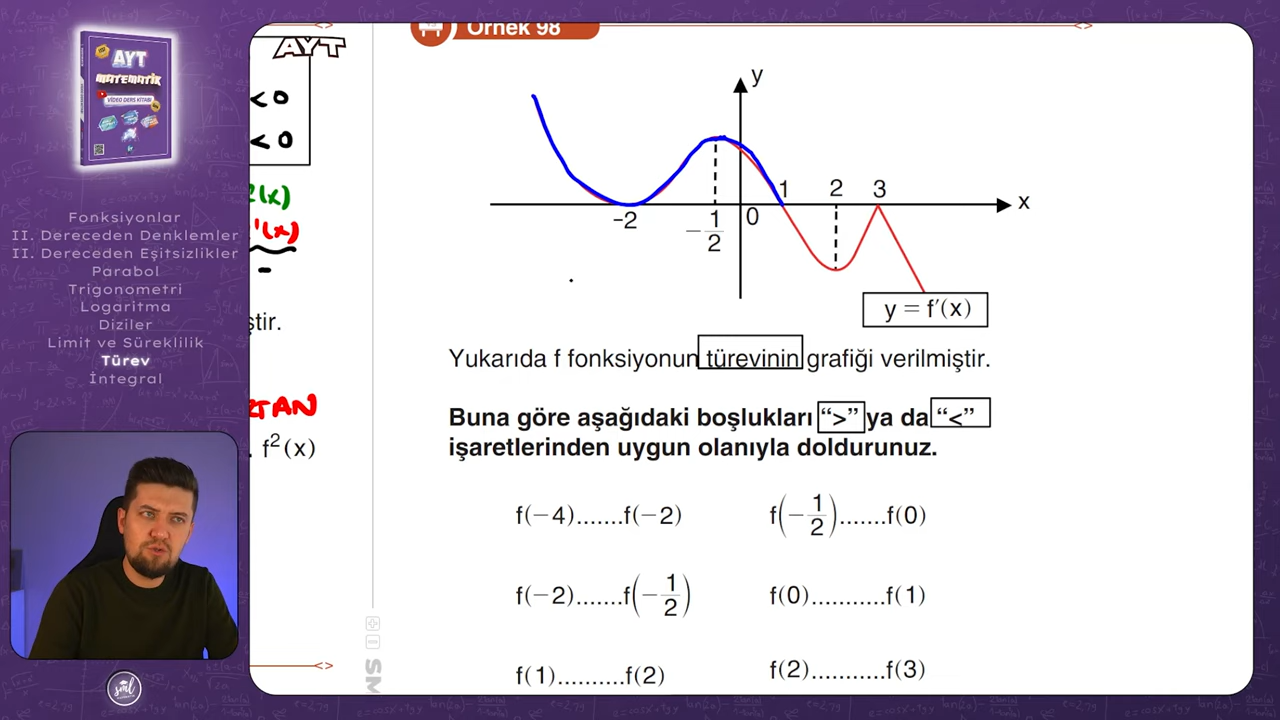 AYT
MATEMATİK
VİDEO DERS KİTABI
Fonksiyonlar
II. Dereceden Denklemler
II. Dereceden Eşitsizlikler
Parabol
Trigonometri
Logaritma
Diziler
Limit ve Süreklilik
Türev
İntegral
sml
AYT
< 0
< 0
(x)
'(x)
-
ştir.
RTAN
. f²(x)
SM
Örnek 98
y
x
-2
-1/2
0
1
2
3
y = f'(x)
Yukarıda f fonksiyonun türevinin grafiği verilmiştir.
Buna göre aşağıdaki boşlukları “>” ya da “<”
işaretlerinden uygun olanıyla doldurunuz.
f(−4).......f(−2)
f(−1/2).......f(0)
f(−2).......f(−1/2)
f(0)...........f(1)
f(1)..........f(2)
f(2)...........f(3)